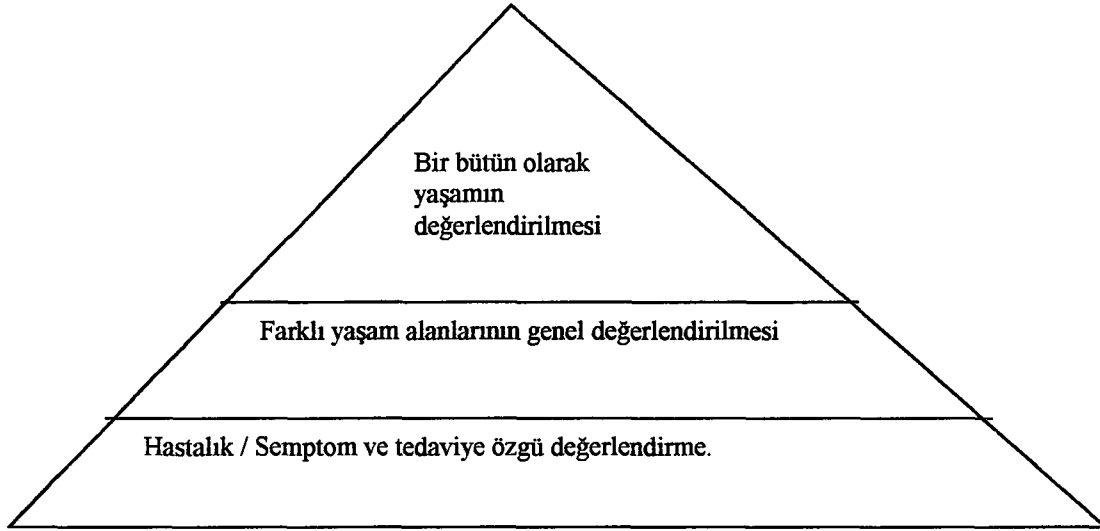 Bir bütün olarak
yaşamın
değerlendirilmesi
Farklı yaşam alanlarının genel değerlendirilmesi
Hastalık / Semptom ve tedaviye özgü değerlendirme.